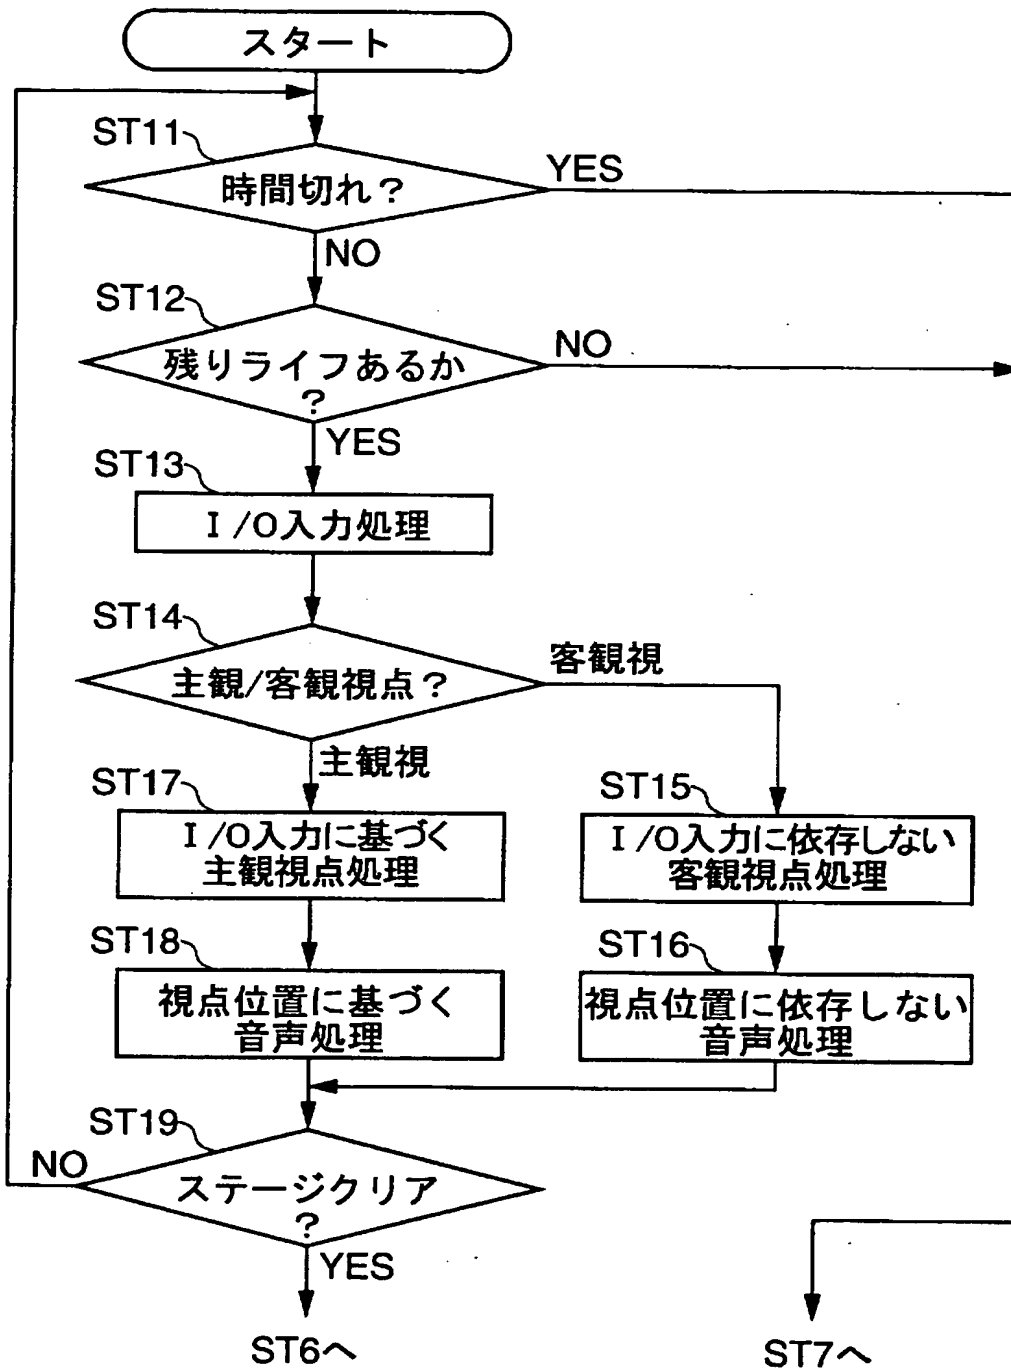 スタート
ST11
時間切れ？
YES
NO
ST12
残りライフあるか
？
NO
YES
ST13
I/O入力処理
ST14
主観/客観視点？
客観視
主観視
ST17
I/O入力に基づく
主観視点処理
ST15
I/O入力に依存しない
客観視点処理
ST18
視点位置に基づく
音声処理
ST16
視点位置に依存しない
音声処理
ST19
NO
ステージクリア
？
YES
ST6へ
ST7へ